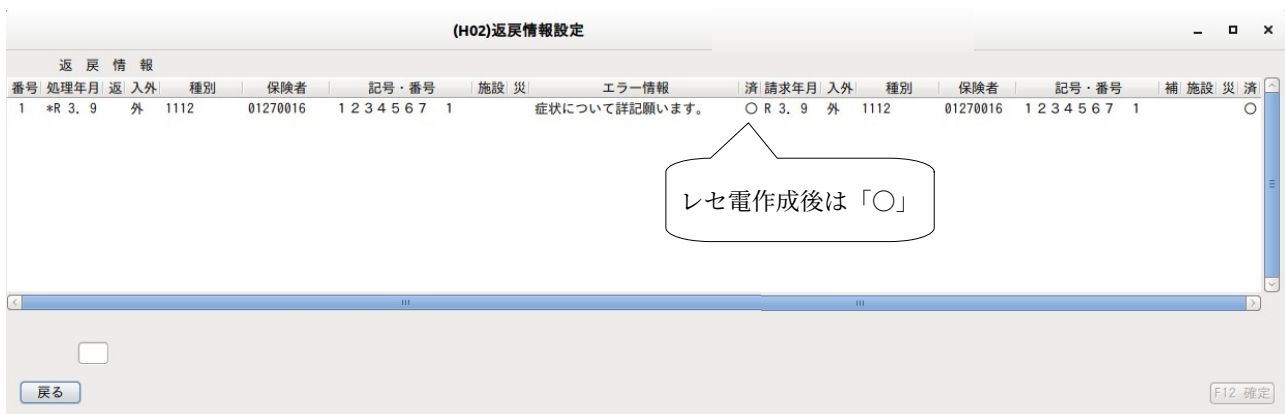 (H02)返戻情報設定
返 戻 情 報
番号 処理年月 返 入外 種別 保険者 記号・番号 施設 災 エラー情報 済 請求年月 入外 種別 保険者 記号・番号 補 施設 災 済
1 *R 3. 9 外 1112 01270016 １２３４５６７ １ 症状について詳記願います。 ○ R 3. 9 外 1112 01270016 １２３４５６７ １ ○
レセ電作成後は「○」
戻る
F12 確定